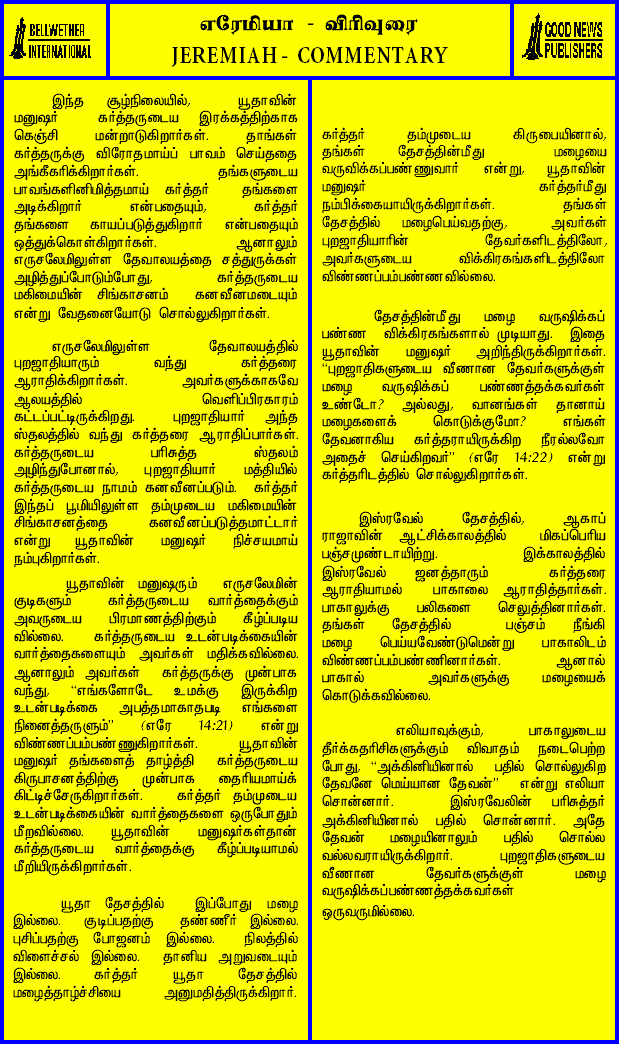 BELLWETHER
INTERNATIONAL
எரேமியா - விரிவுரை
JEREMIAH - COMMENTARY
GOOD NEWS
PUBLISHERS
இந்த சூழ்நிலையில், யூதாவின்
மனுஷர் கர்த்தருடைய இரக்கத்திற்காக
கெஞ்சி மன்றாடுகிறார்கள். தாங்கள்
கர்த்தருக்கு விரோதமாய்ப் பாவம் செய்ததை
அங்கீகரிக்கிறார்கள். தங்களுடைய
பாவங்களினிமித்தமாய் கர்த்தர் தங்களை
அடிக்கிறார் என்பதையும், கர்த்தர்
தங்களை காயப்படுத்துகிறார் என்பதையும்
ஒத்துக்கொள்கிறார்கள். ஆனாலும்
எருசலேமிலுள்ள தேவாலயத்தை சத்துருக்கள்
அழித்துப்போடும்போது, கர்த்தருடைய
மகிமையின் சிங்காசனம் கனவீனமடையும்
என்று வேதனையோடு சொல்லுகிறார்கள்.
எருசலேமிலுள்ள தேவாலயத்தில்
புறஜாதியாரும் வந்து கர்த்தரை
ஆராதிக்கிறார்கள். அவர்களுக்காகவே
ஆலயத்தில் வெளிப்பிரகாரம்
கட்டப்பட்டிருக்கிறது. புறஜாதியார் அந்த
ஸ்தலத்தில் வந்து கர்த்தரை ஆராதிப்பார்கள்.
கர்த்தருடைய பரிசுத்த ஸ்தலம்
அழிந்துபோனால், புறஜாதியார் மத்தியில்
கர்த்தருடைய நாமம் கனவீனப்படும். கர்த்தர்
இந்தப் பூமியிலுள்ள தம்முடைய மகிமையின்
சிங்காசனத்தை கனவீனப்படுத்தமாட்டார்
என்று யூதாவின் மனுஷர் நிச்சயமாய்
நம்புகிறார்கள்.
யூதாவின் மனுஷரும் எருசலேமின்
குடிகளும் கர்த்தருடைய வார்த்தைக்கும்
அவருடைய பிரமாணத்திற்கும் கீழ்ப்படிய
வில்லை. கர்த்தருடைய உடன்படிக்கையின்
வார்த்தைகளையும் அவர்கள் மதிக்கவில்லை.
ஆனாலும் அவர்கள் கர்த்தருக்கு முன்பாக
வந்து, "எங்களோடே உமக்கு இருக்கிற
உடன்படிக்கை அபத்தமாகாதபடி எங்களை
நினைத்தருளும்" (எரே 14:21) என்று
விண்ணப்பம்பண்ணுகிறார்கள். யூதாவின்
மனுஷர் தங்களைத் தாழ்த்தி கர்த்தருடைய
கிருபாசனத்திற்கு முன்பாக தைரியமாய்க்
கிட்டிச்சேருகிறார்கள். கர்த்தர் தம்முடைய
உடன்படிக்கையின் வார்த்தைகளை ஒருபோதும்
மீறவில்லை. யூதாவின் மனுஷர்கள்தான்
கர்த்தருடைய வார்த்தைக்கு கீழ்ப்படியாமல்
மீறியிருக்கிறார்கள்.
யூதா தேசத்தில் இப்போது மழை
இல்லை. குடிப்பதற்கு தண்ணீர் இல்லை.
புசிப்பதற்கு போஜனம் இல்லை. நிலத்தில்
விளைச்சல் இல்லை. தானிய அறுவடையும்
இல்லை. கர்த்தர் யூதா தேசத்தில்
மழைத்தாழ்ச்சியை அனுமதித்திருக்கிறார்.
கர்த்தர் தம்முடைய கிருபையினால்,
தங்கள் தேசத்தின்மீது மழையை
வருவிக்கப்பண்ணுவார் என்று, யூதாவின்
மனுஷர் கர்த்தர்மீது
நம்பிக்கையாயிருக்கிறார்கள். தங்கள்
தேசத்தில் மழைபெய்வதற்கு, அவர்கள்
புறஜாதியாரின் தேவர்களிடத்திலோ,
அவர்களுடைய விக்கிரகங்களிடத்திலோ
விண்ணப்பம்பண்ணவில்லை.
தேசத்தின்மீது மழை வருஷிக்கப்
பண்ண விக்கிரகங்களால் முடியாது. இதை
யூதாவின் மனுஷர் அறிந்திருக்கிறார்கள்.
"புறஜாதிகளுடைய வீணான தேவர்களுக்குள்
மழை வருஷிக்கப் பண்ணத்தக்கவர்கள்
உண்டோ? அல்லது, வானங்கள் தானாய்
மழைகளைக் கொடுக்குமோ? எங்கள்
தேவனாகிய கர்த்தராயிருக்கிற நீரல்லவோ
அதைச் செய்கிறவர்" (எரே 14:22) என்று
கர்த்தரிடத்தில் சொல்லுகிறார்கள்.
இஸ்ரவேல் தேசத்தில், ஆகாப்
ராஜாவின் ஆட்சிக்காலத்தில் மிகப்பெரிய
பஞ்சமுண்டாயிற்று. இக்காலத்தில்
இஸ்ரவேல் ஜனத்தாரும் கர்த்தரை
ஆராதியாமல் பாகாலை ஆராதித்தார்கள்.
பாகாலுக்கு பலிகளை செலுத்தினார்கள்.
தங்கள் தேசத்தில் பஞ்சம் நீங்கி
மழை பெய்யவேண்டுமென்று பாகாலிடம்
விண்ணப்பம்பண்ணினார்கள். ஆனால்
பாகால் அவர்களுக்கு மழையைக்
கொடுக்கவில்லை.
எலியாவுக்கும், பாகாலுடைய
தீர்க்கதரிசிகளுக்கும் விவாதம் நடைபெற்ற
போது, "அக்கினியினால் பதில் சொல்லுகிற
தேவனே மெய்யான தேவன்" என்று எலியா
சொன்னார். இஸ்ரவேலின் பரிசுத்தர்
அக்கினியினால் பதில் சொன்னார். அதே
தேவன் மழையினாலும் பதில் சொல்ல
வல்லவராயிருக்கிறார். புறஜாதிகளுடைய
வீணான தேவர்களுக்குள் மழை
வருஷிக்கப்பண்ணத்தக்கவர்கள்
ஒருவருமில்லை.